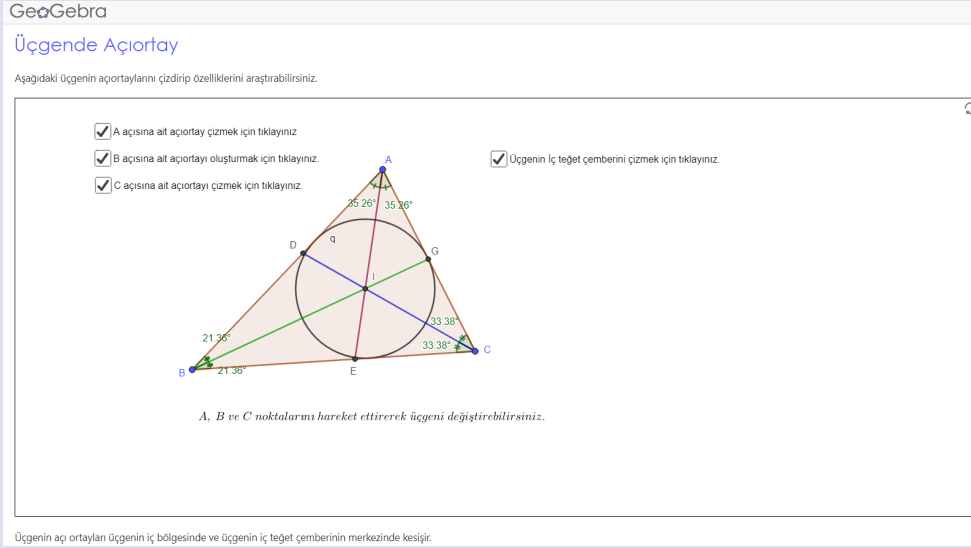 GeoGebra
Üçgende Açıortay
Aşağıdaki üçgenin açıortaylarını çizdirip özelliklerini araştırabilirsiniz.
A açısına ait açıortay çizmek için tıklayınız
B açısına ait açıortayı oluşturmak için tıklayınız.
Üçgenin İç teğet çemberini çizmek için tıklayınız.
C açısına ait açıortayı çizmek için tıklayınız.
A
35.26° 35.26°
D
q
G
I
33.38°
21.36°
33.38°
C
B
21.36°
E
A, B ve C noktalarını hareket ettirerek üçgeni değiştirebilirsiniz.
Üçgenin açı ortayları üçgenin iç bölgesinde ve üçgenin iç teğet çemberinin merkezinde kesişir.